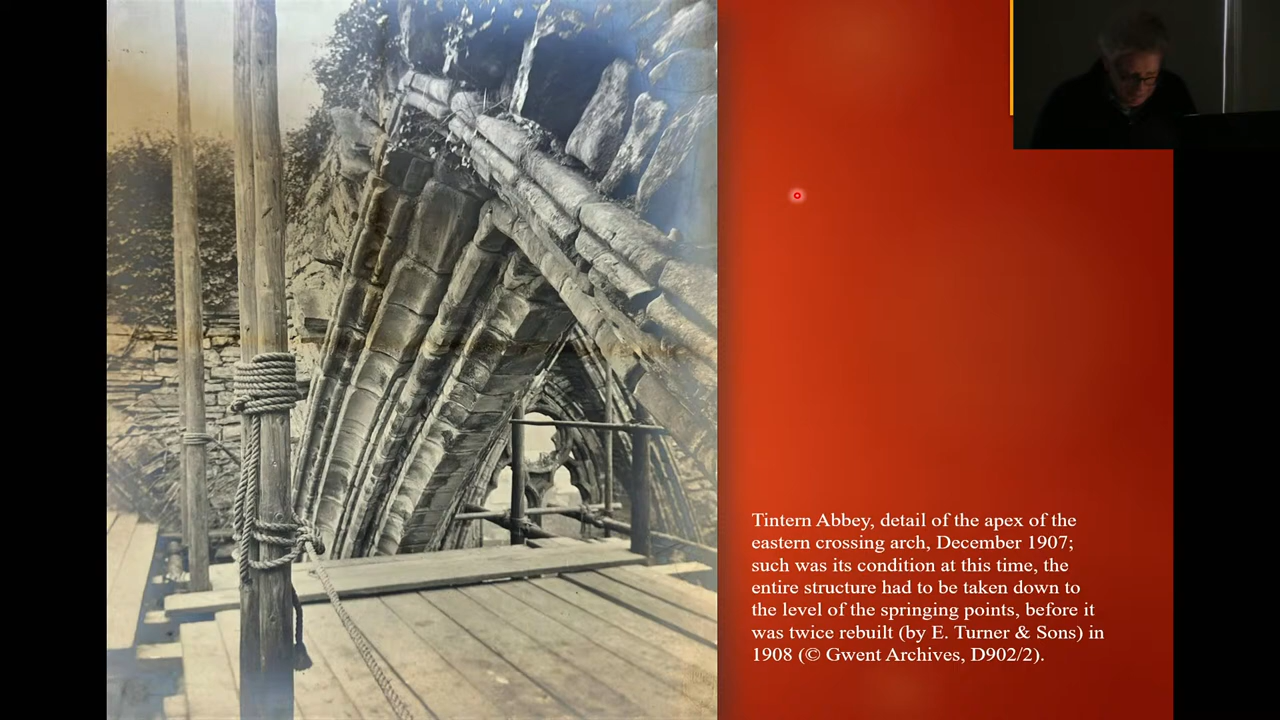 Tintern Abbey, detail of the apex of the
eastern crossing arch, December 1907;
such was its condition at this time, the
entire structure had to be taken down to
the level of the springing points, before it
was twice rebuilt (by E. Turner & Sons) in
1908 (© Gwent Archives, D902/2).